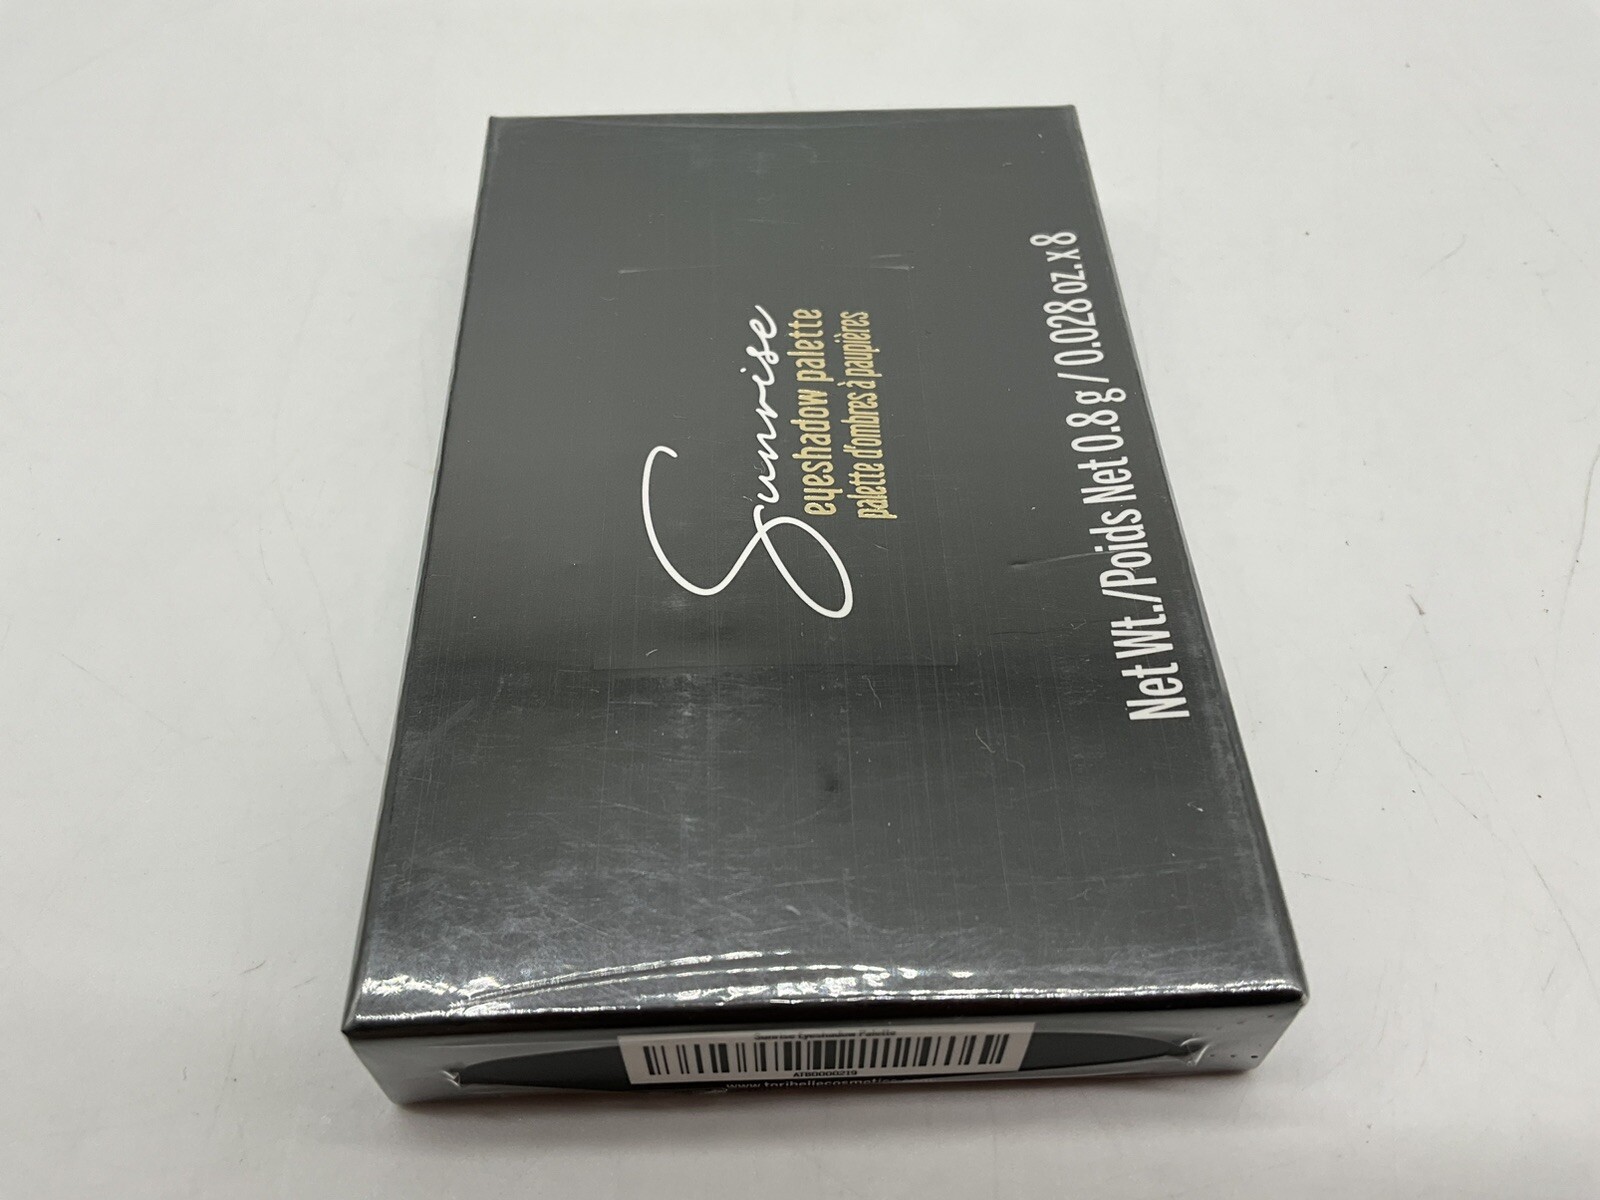 Sunrise
eyeshadow palette
palette d'ombres à paupières
Net Wt./Poids Net 0.8 g / 0.028 oz. x 8
Sunrise Eyeshadow Palette
ATB0000219